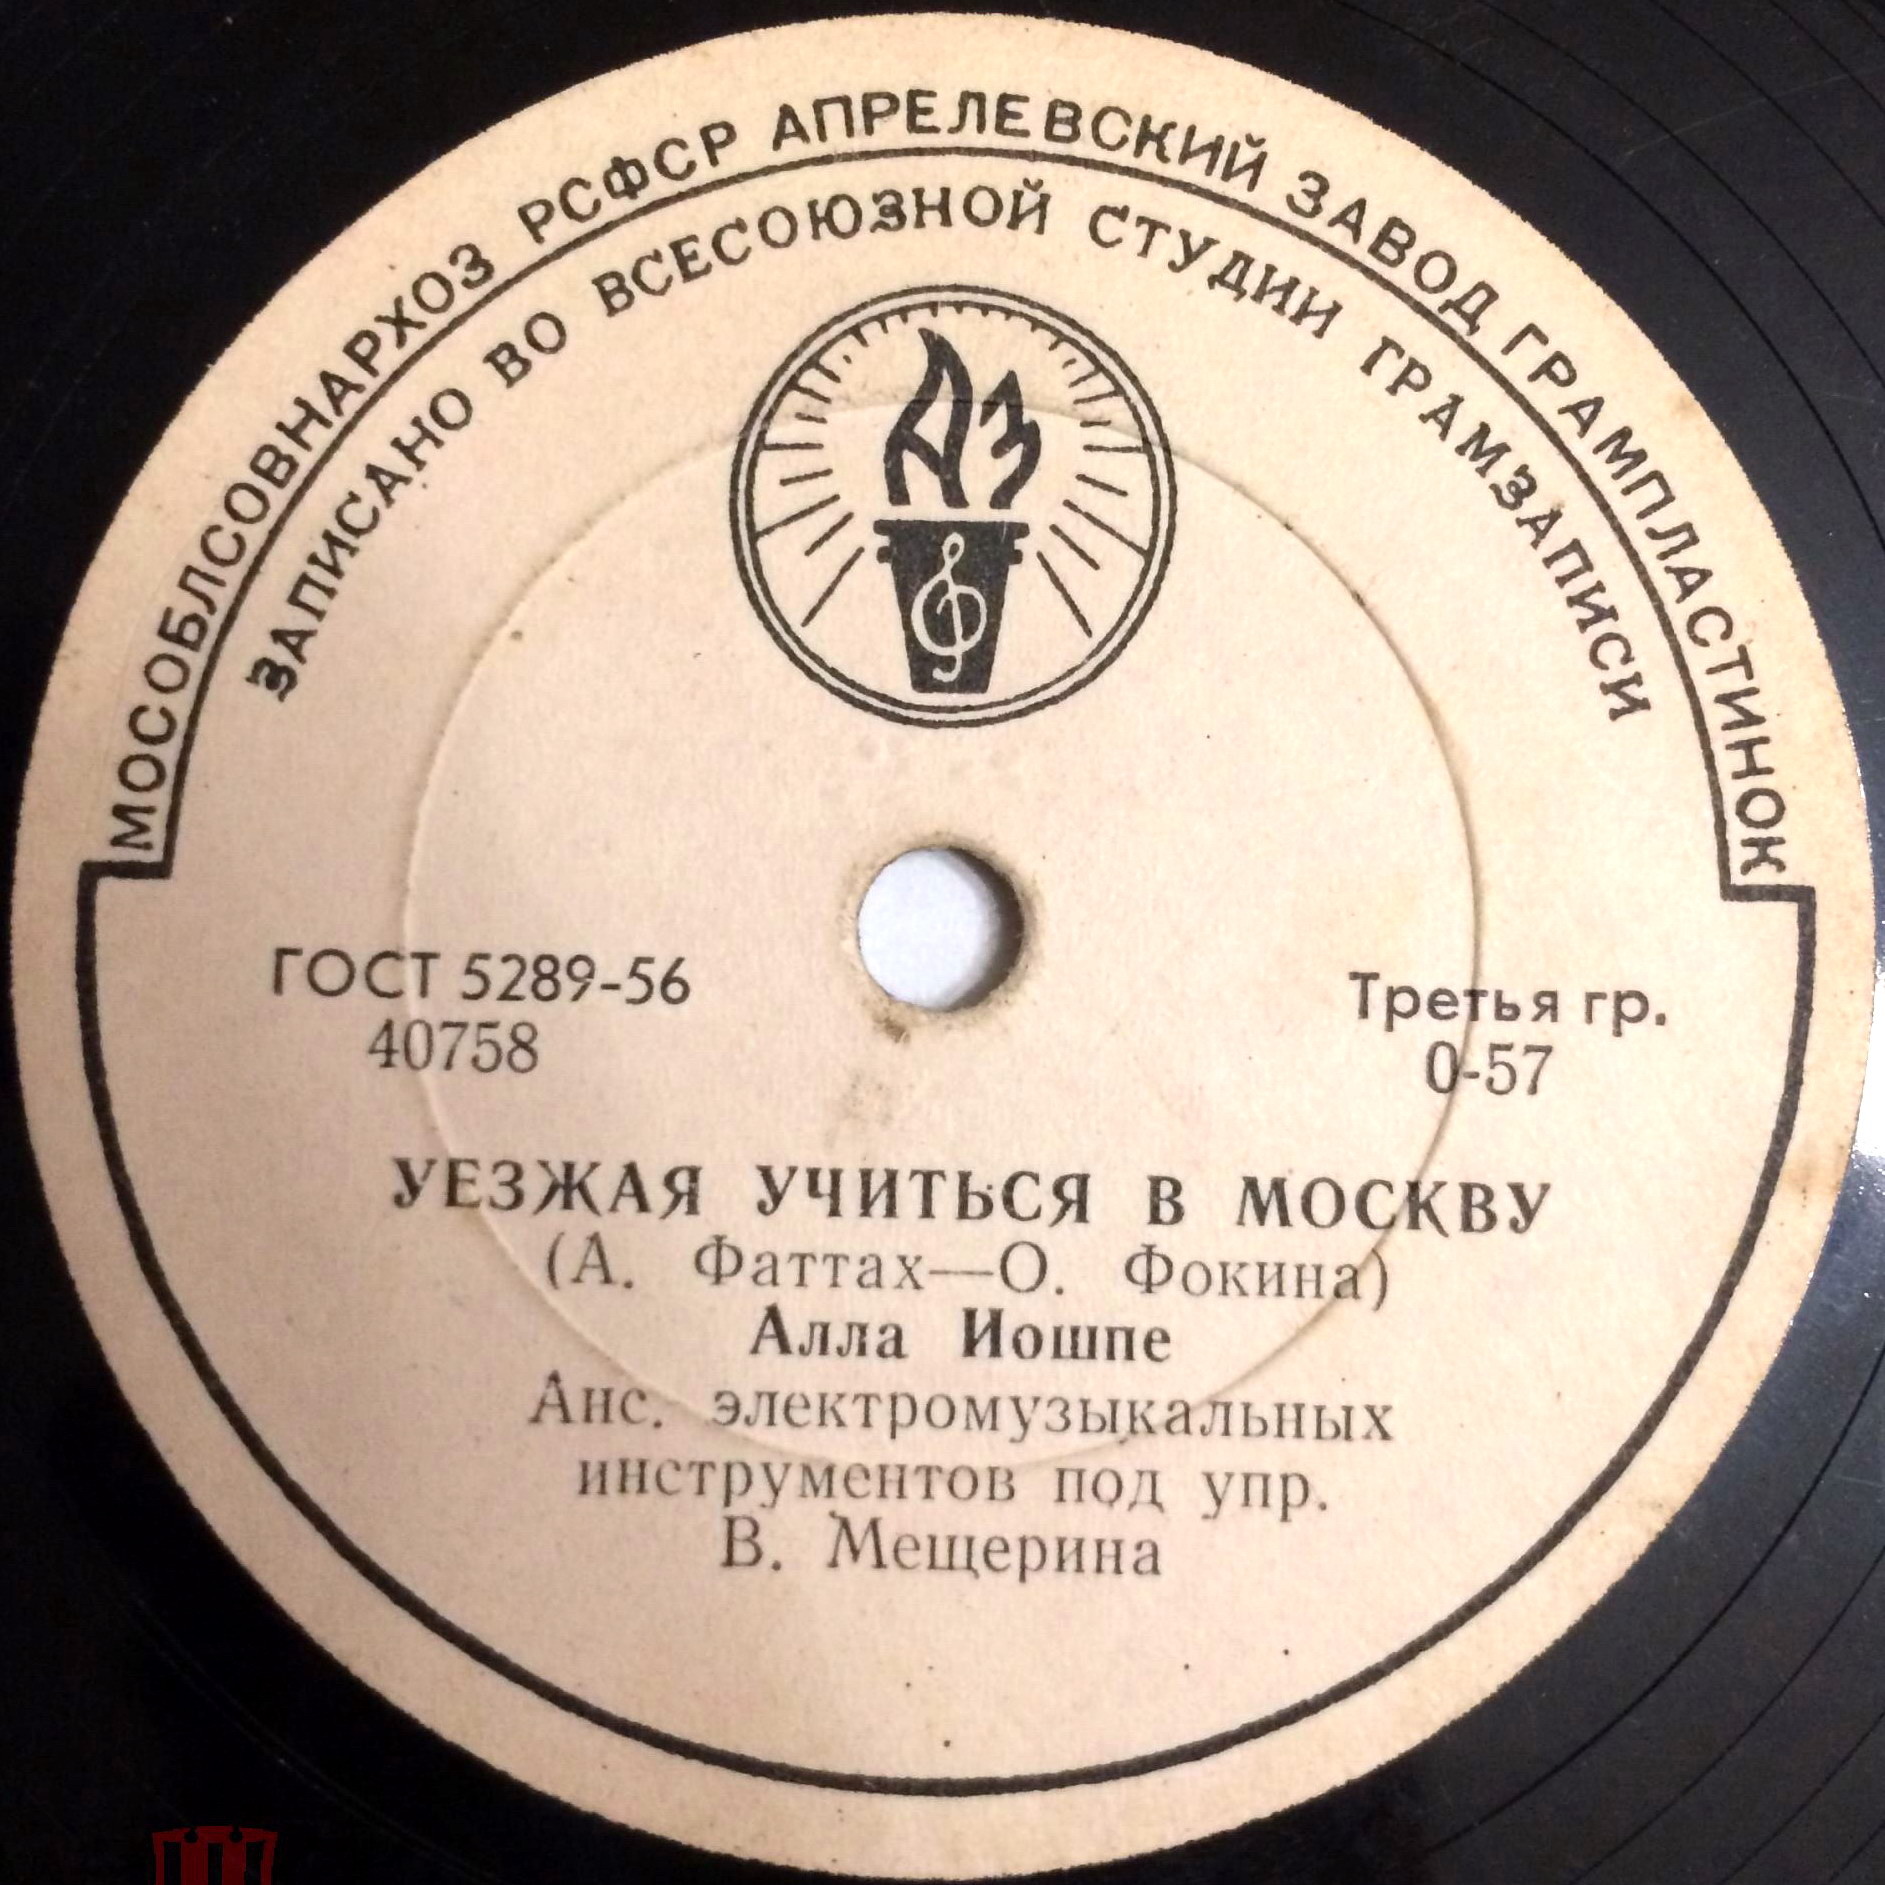 МОСОБЛСОВНАРХОЗ РСФСР АПРЕЛЕВСКИЙ ЗАВОД ГРАМПЛАСТИНОК
ЗАПИСАНО ВО ВСЕСОЮЗНОЙ СТУДИИ ГРАМЗАПИСИ
АЗ
ГОСТ 5289-56
40758
Третья гр.
0-57
УЕЗЖАЯ УЧИТЬСЯ В МОСКВУ
(А. Фаттах—О. Фокина)
Алла Иошпе
Анс. электромузыкальных
инструментов под упр.
В. Мещерина